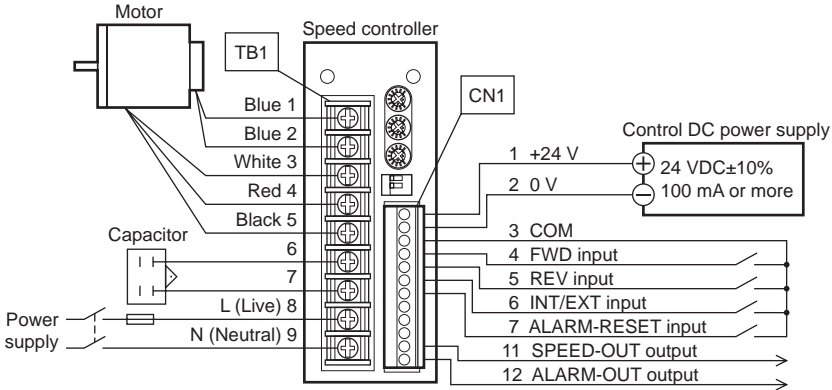 Motor
Speed controller
TB1
CN1
Blue 1
Blue 2
White 3
Red 4
Black 5
Capacitor
6
7
L (Live) 8
N (Neutral) 9
Power
supply
Control DC power supply
1 +24 V
2 0 V
24 VDC±10%
100 mA or more
3 COM
4 FWD input
5 REV input
6 INT/EXT input
7 ALARM-RESET input
11 SPEED-OUT output
12 ALARM-OUT output